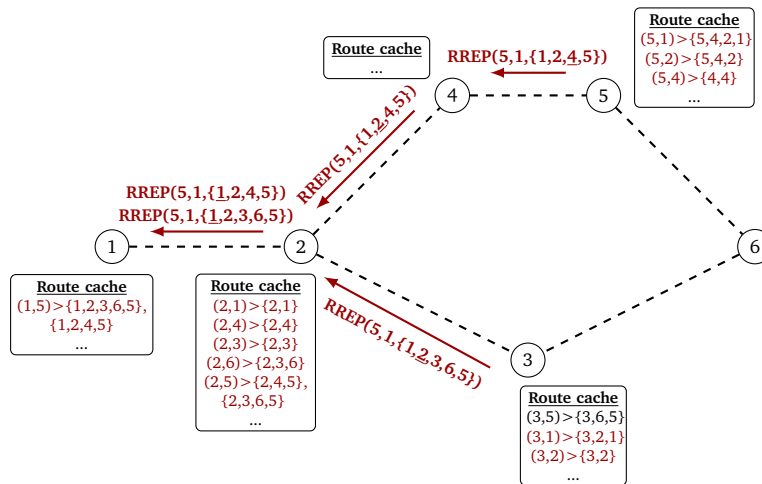 Route cache
...
RREP(5,1,{1,2,4,5})
Route cache
(5,1)>{5,4,2,1}
(5,2)>{5,4,2}
(5,4)>{4,4}
...
4
5
RREP(5,1,{1,2,4,5})
RREP(5,1,{1,2,4,5})
RREP(5,1,{1,2,3,6,5})
1
2
6
Route cache
(1,5)>{1,2,3,6,5},
{1,2,4,5}
...
Route cache
(2,1)>{2,1}
(2,4)>{2,4}
(2,3)>{2,3}
(2,6)>{2,3,6}
(2,5)>{2,4,5},
{2,3,6,5}
...
RREP(5,1,{1,2,3,6,5})
3
Route cache
(3,5)>{3,6,5}
(3,1)>{3,2,1}
(3,2)>{3,2}
...